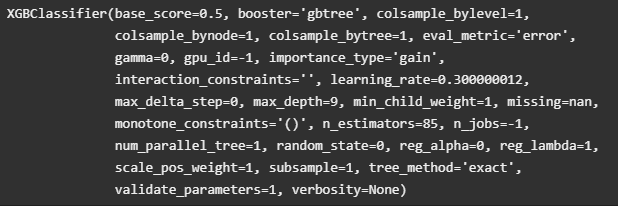 XGBClassifier(base_score=0.5, booster='gbtree', colsample_bylevel=1,
colsample_bynode=1, colsample_bytree=1, eval_metric='error',
gamma=0, gpu_id=-1, importance_type='gain',
interaction_constraints='', learning_rate=0.300000012,
max_delta_step=0, max_depth=9, min_child_weight=1, missing=nan,
monotone_constraints='()', n_estimators=85, n_jobs=-1,
num_parallel_tree=1, random_state=0, reg_alpha=0, reg_lambda=1,
scale_pos_weight=1, subsample=1, tree_method='exact',
validate_parameters=1, verbosity=None)